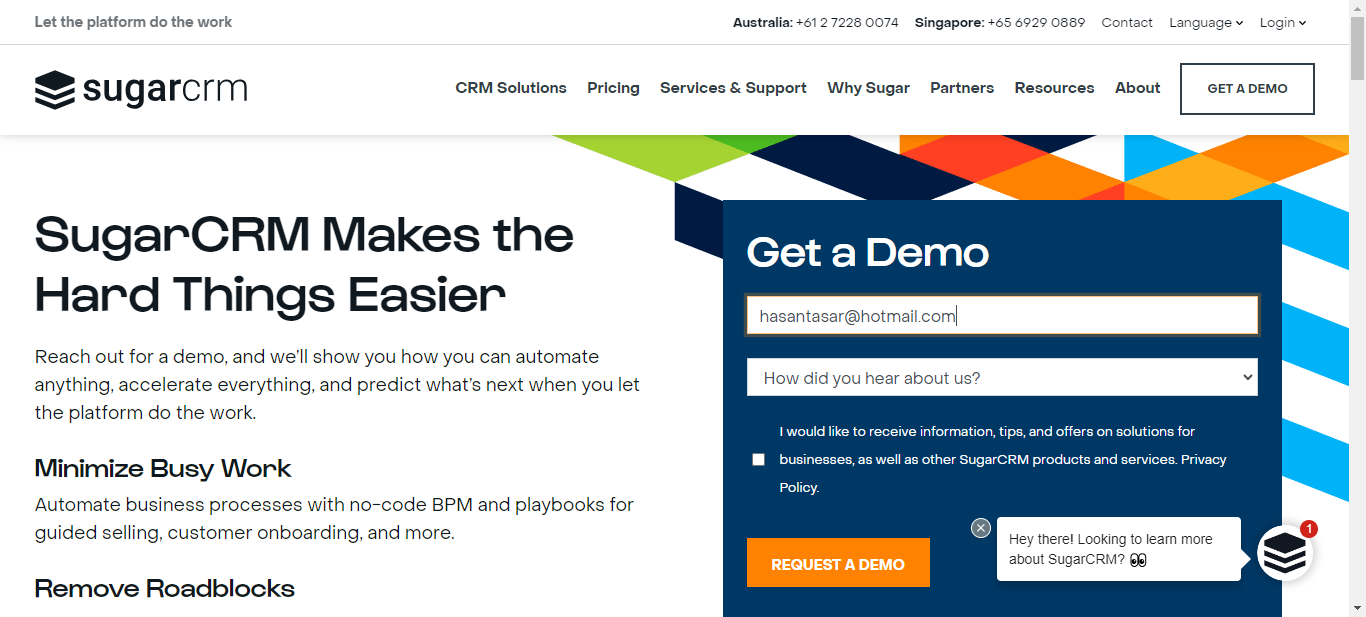 Let the platform do the work
Australia: +61 2 7228 0074 Singapore: +65 6929 0889 Contact Language Login
sugarcrm
CRM Solutions Pricing Services & Support Why Sugar Partners Resources About GET A DEMO
SugarCRM Makes the
Hard Things Easier
Reach out for a demo, and we’ll show you how you can automate
anything, accelerate everything, and predict what’s next when you let
the platform do the work.
Minimize Busy Work
Automate business processes with no-code BPM and playbooks for
guided selling, customer onboarding, and more.
Remove Roadblocks
Get a Demo
hasantasar@hotmail.com
How did you hear about us?
I would like to receive information, tips, and offers on solutions for
businesses, as well as other SugarCRM products and services. Privacy
Policy.
REQUEST A DEMO
Hey there! Looking to learn more
about SugarCRM? 👀
1